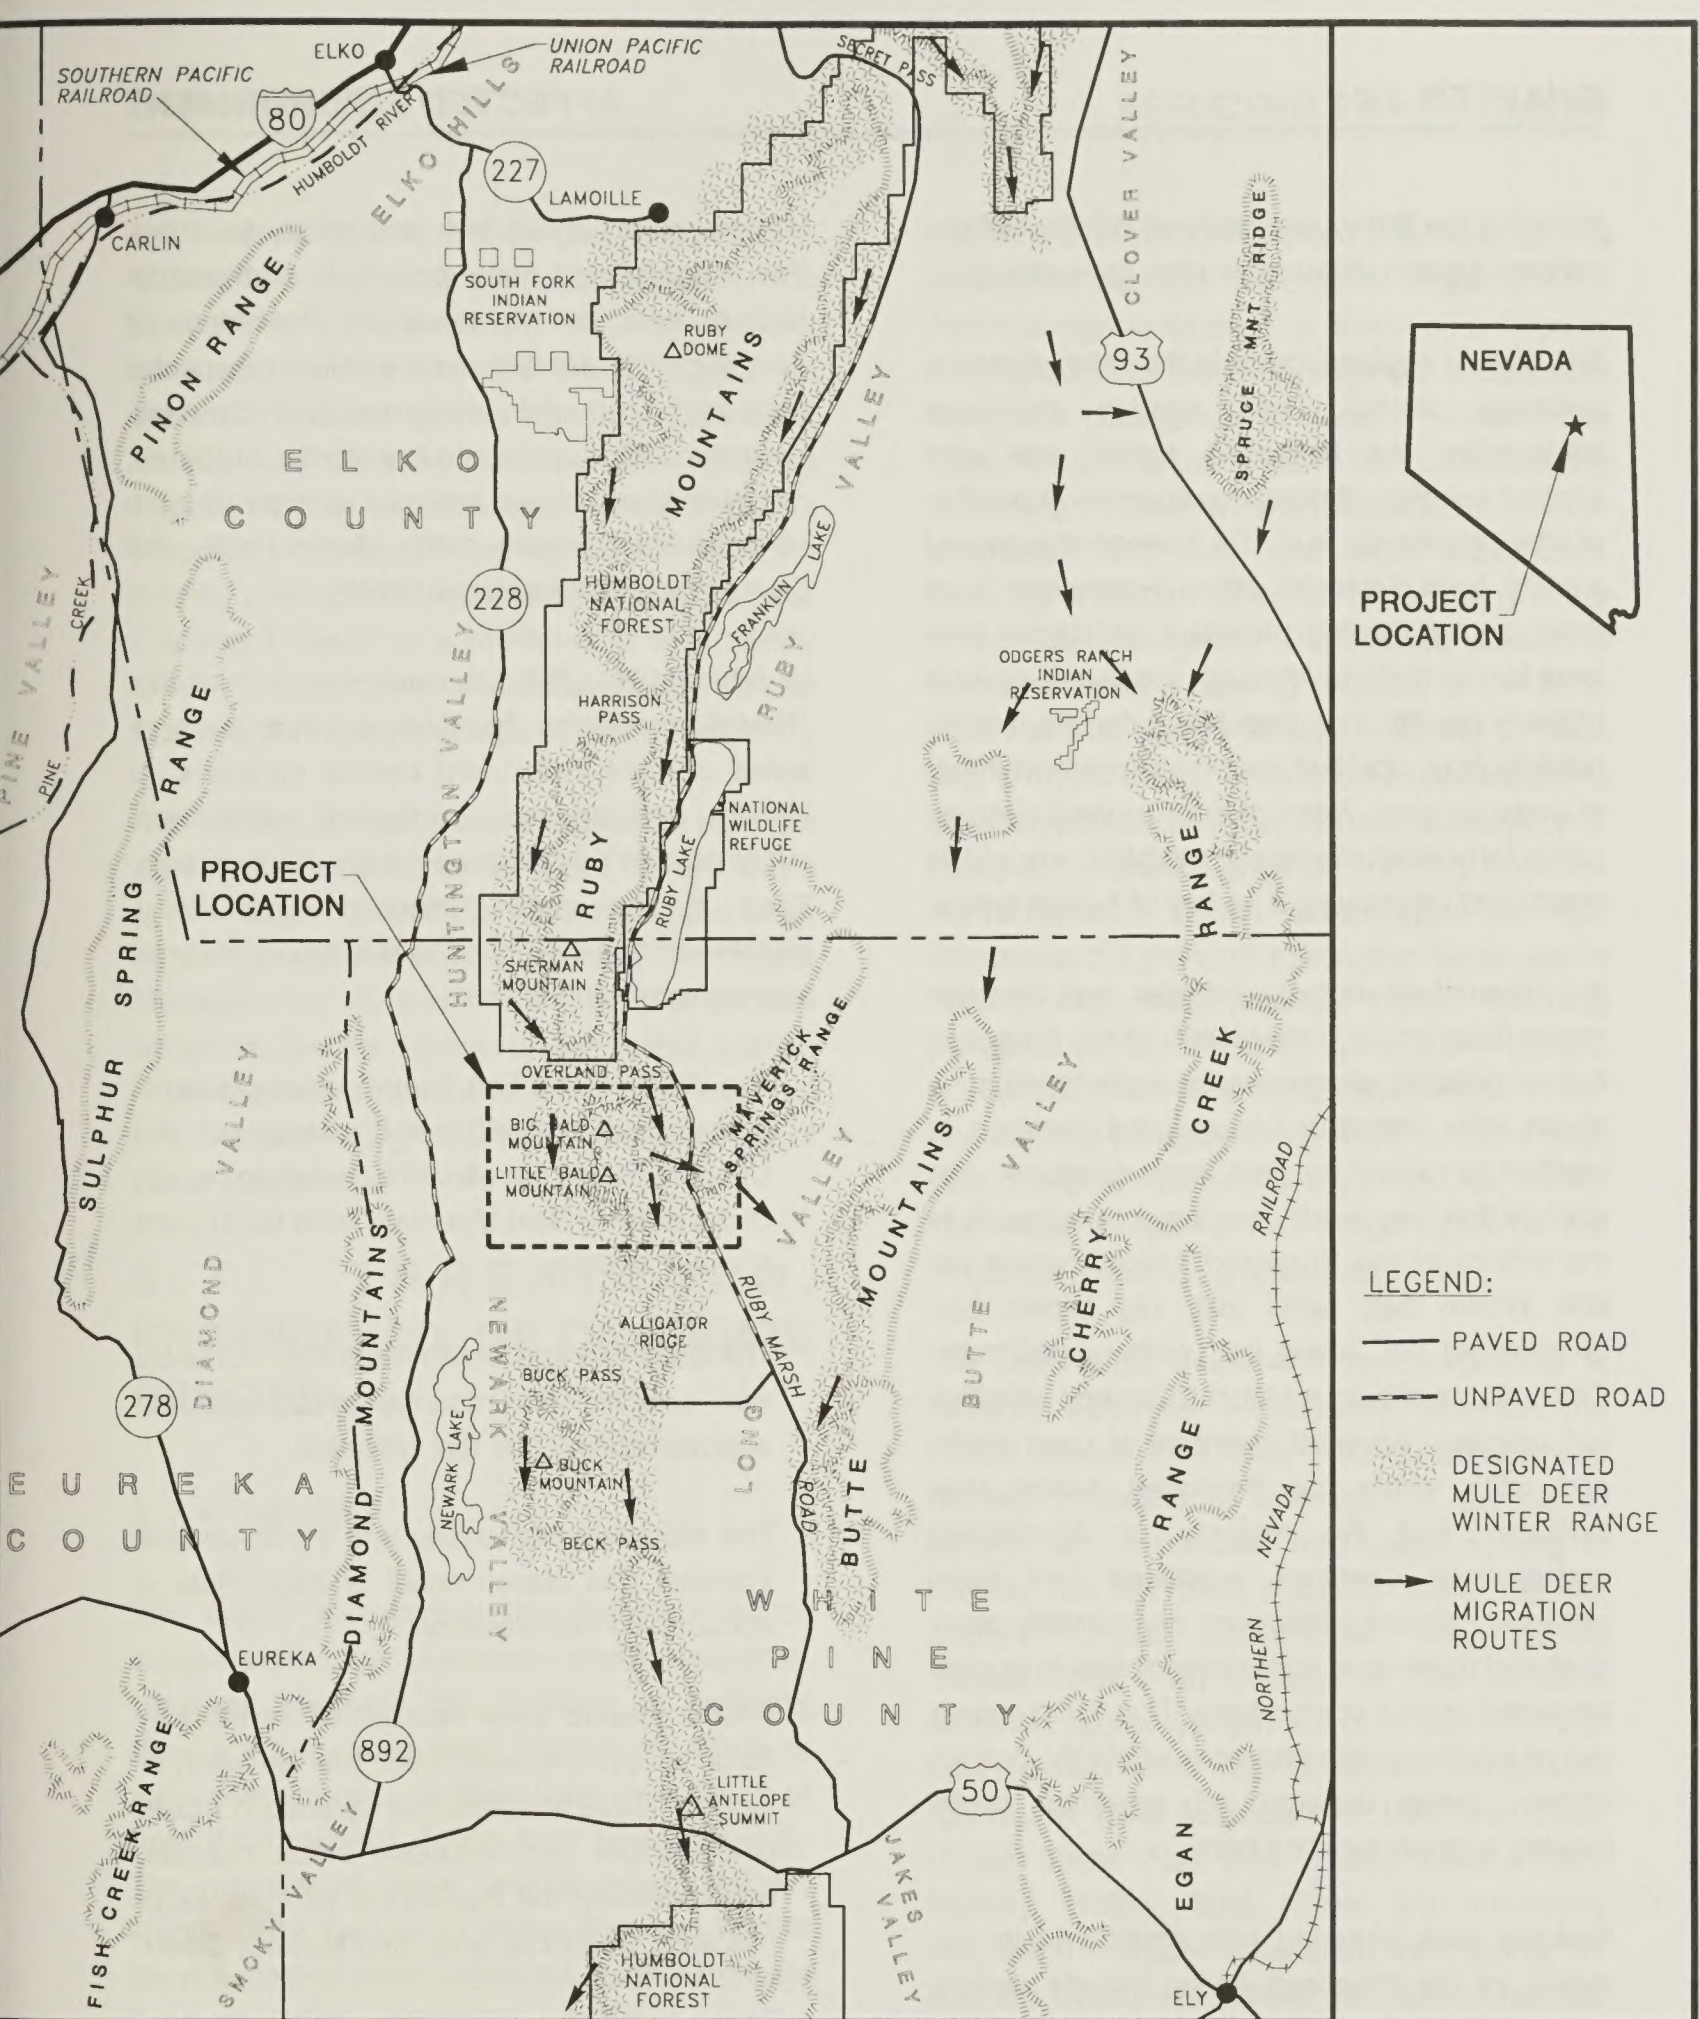 ELKO
UNION PACIFIC
RAILROAD
SOUTHERN PACIFIC
RAILROAD
80
HUMBOLDT RIVER
ELKO HILLS
SECRET PASS
227
LAMOILLE
CARLIN
CLOVER VALLEY
SPRUCE MNT RIDGE
PINON RANGE
SOUTH FORK
INDIAN
RESERVATION
RUBY
DOME
93
NEVADA
PROJECT
LOCATION
ELKO
COUNTY
RUBY MOUNTAINS
RUBY VALLEY
FRANKLIN LAKE
HUMBOLDT
NATIONAL
FOREST
228
PINE VALLEY
PINE CREEK
HUNTINGTON VALLEY
HARRISON
PASS
ODGERS RANCH
INDIAN
RESERVATION
SULPHUR SPRING RANGE
NATIONAL
WILDLIFE
REFUGE
RUBY LAKE
PROJECT
LOCATION
SHERMAN
MOUNTAIN
OVERLAND PASS
MAVERICK
SPRINGS RANGE
BIG BALD
MOUNTAIN
LITTLE BALD
MOUNTAIN
CHERRY CREEK RANGE
DIAMOND VALLEY
DIAMOND MOUNTAINS
DIAMOND MOUNTAINS
BUTTE MOUNTAINS
BUTTE VALLEY
LONG VALLEY
RUBY MARSH ROAD
ALLIGATOR
RIDGE
NEWARK VALLEY
NEWARK LAKE
BUCK PASS
BUCK
MOUNTAIN
BECK PASS
278
EUREKA
COUNTY
WHITE
PINE
COUNTY
NORTHERN NEVADA RAILROAD
LEGEND:
PAVED ROAD
UNPAVED ROAD
DESIGNATED
MULE DEER
WINTER RANGE
MULE DEER
MIGRATION
ROUTES
EUREKA
892
FISH CREEK RANGE
SMOKY VALLEY
LITTLE
ANTELOPE
SUMMIT
50
JAKES
VALLEY
EGAN RANGE
HUMBOLDT
NATIONAL
FOREST
ELY